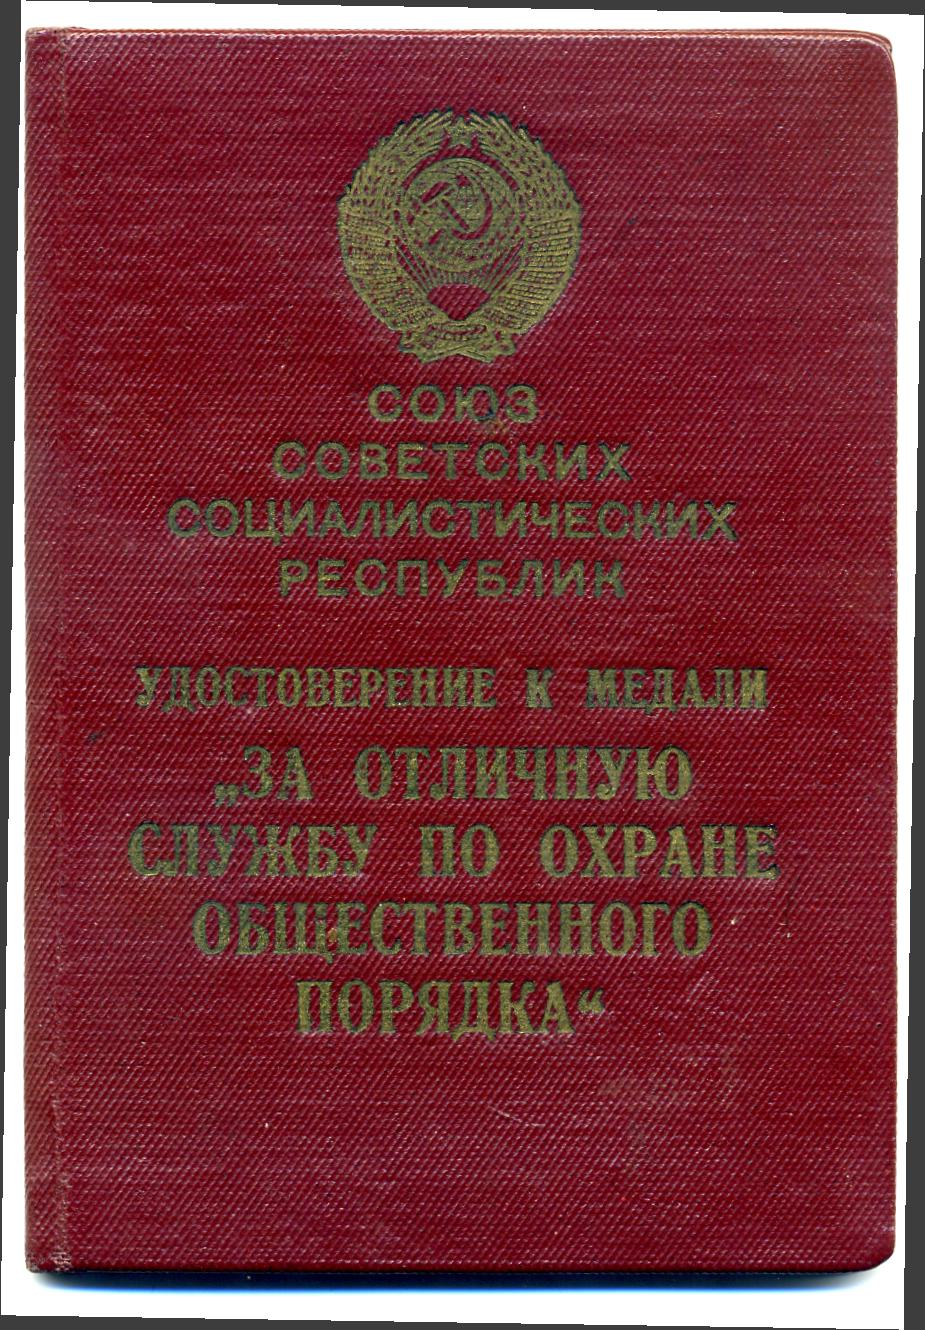 СОЮЗ
СОВЕТСКИХ
СОЦИАЛИСТИЧЕСКИХ
РЕСПУБЛИК
УДОСТОВЕРЕНИЕ К МЕДАЛИ
„ЗА ОТЛИЧНУЮ
СЛУЖБУ ПО ОХРАНЕ
ОБЩЕСТВЕННОГО
ПОРЯДКА“